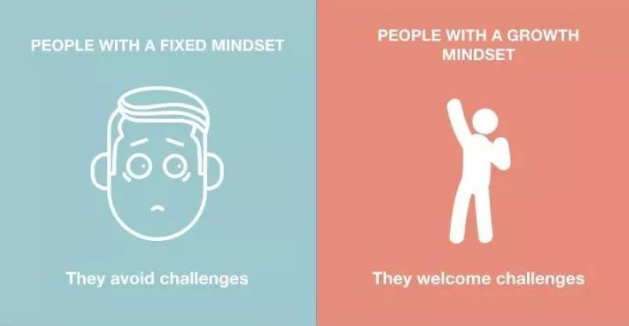 PEOPLE WITH A FIXED MINDSET
They avoid challenges
PEOPLE WITH A GROWTH
MINDSET
They welcome challenges